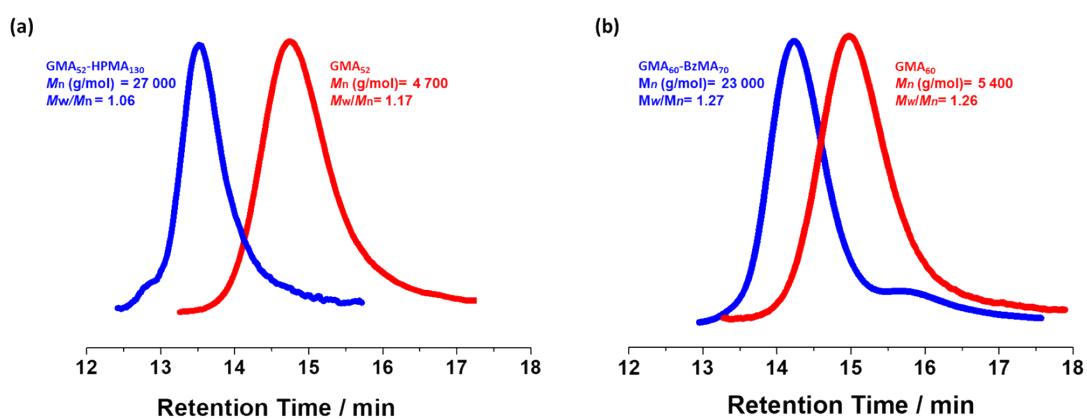 (a)
GMA52-HPMA130
Mn (g/mol) = 27 000
Mw/Mn = 1.06
GMA52
Mn (g/mol)= 4 700
Mw/Mn= 1.17
12 13 14 15 16 17 18
Retention Time / min
(b)
GMA60-BzMA70
Mn (g/mol)= 23 000
Mw/Mn= 1.27
GMA60
Mn (g/mol)= 5 400
Mw/Mn= 1.26
12 13 14 15 16 17 18
Retention Time / min